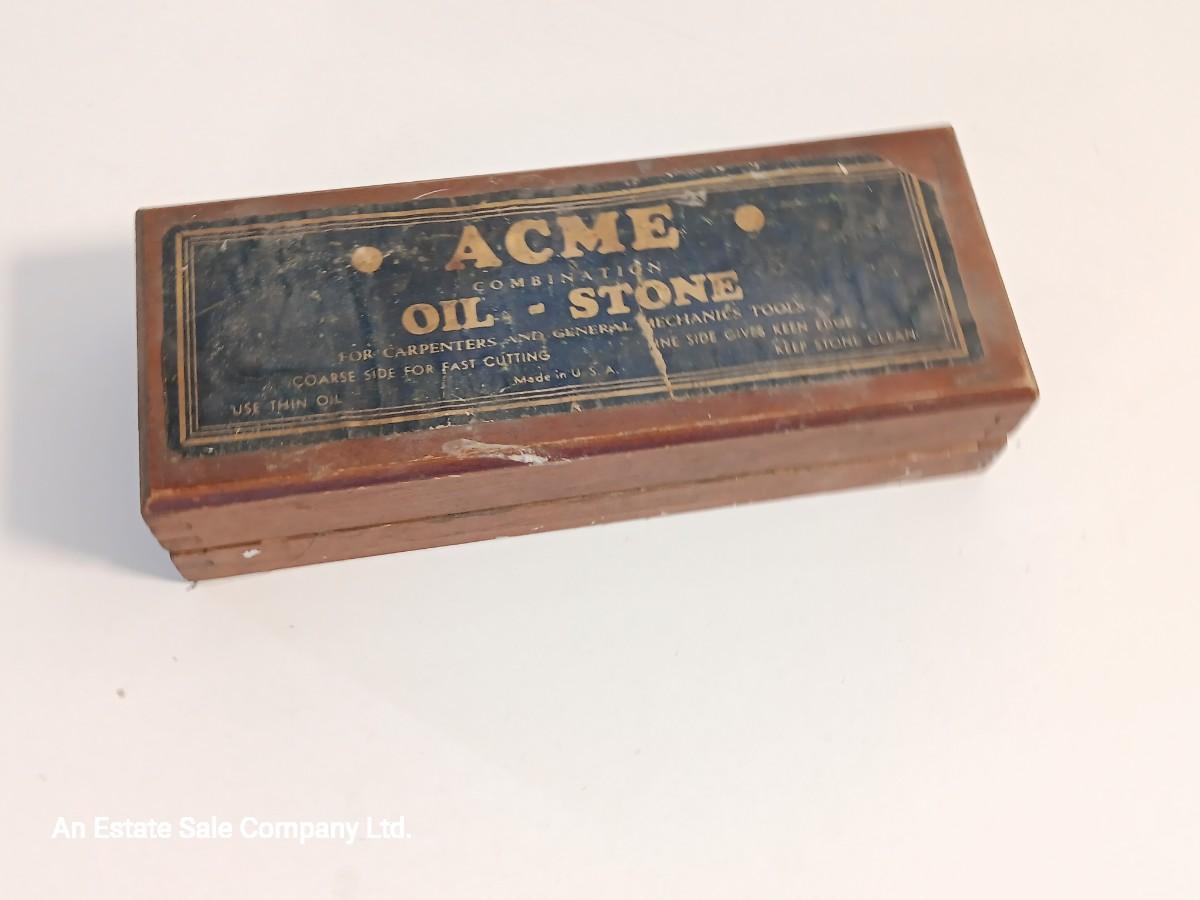 ACME
COMBINATION
OIL - STONE
FOR CARPENTERS AND GENERAL MECHANICS TOOLS
COARSE SIDE FOR FAST CUTTING FINE SIDE GIVES KEEN EDGE
USE THIN OIL Made in U. S. A. KEEP STONE CLEAN
An Estate Sale Company Ltd.